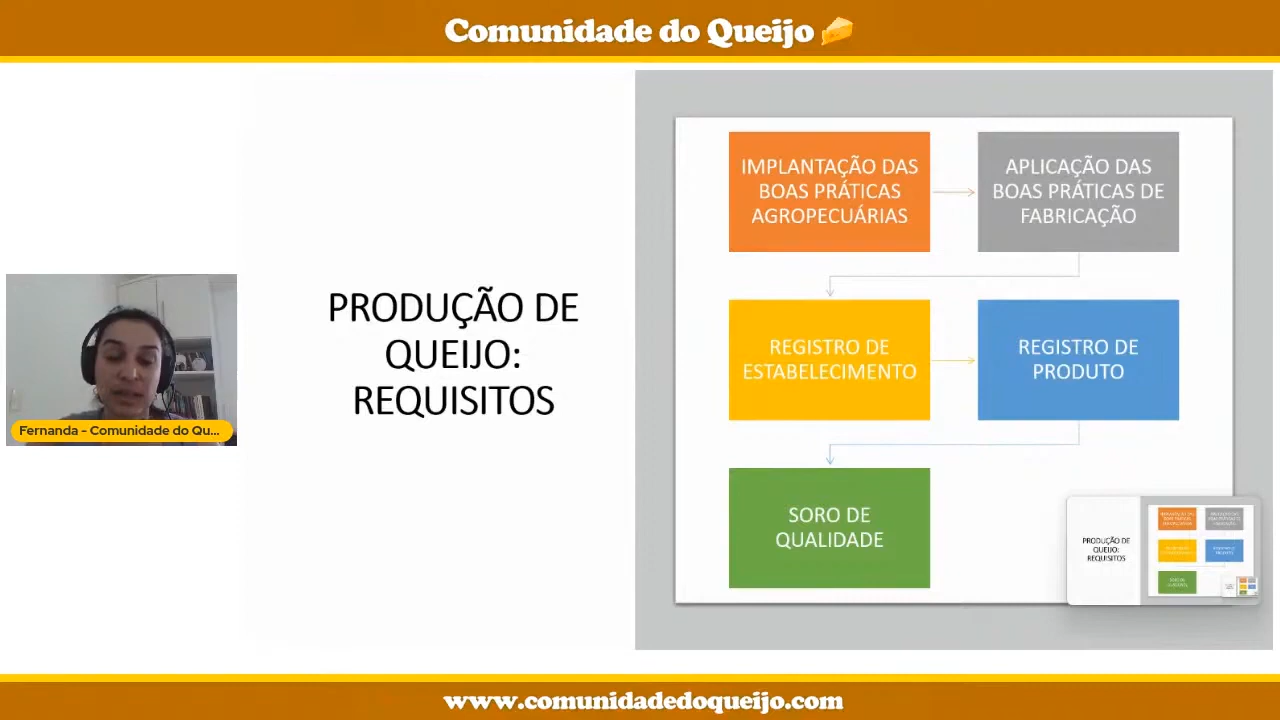 Comunidade do Queijo
PRODUÇÃO DE
QUEIJO:
REQUISITOS
IMPLANTAÇÃO DAS
BOAS PRÁTICAS
AGROPECUÁRIAS
APLICAÇÃO DAS
BOAS PRÁTICAS DE
FABRICAÇÃO
REGISTRO DE
ESTABELECIMENTO
REGISTRO DE
PRODUTO
SORO DE
QUALIDADE
Fernanda - Comunidade do Qu...
PRODUÇÃO DE
QUEIJO:
REQUISITOS
www.comunidadedoqueijo.com